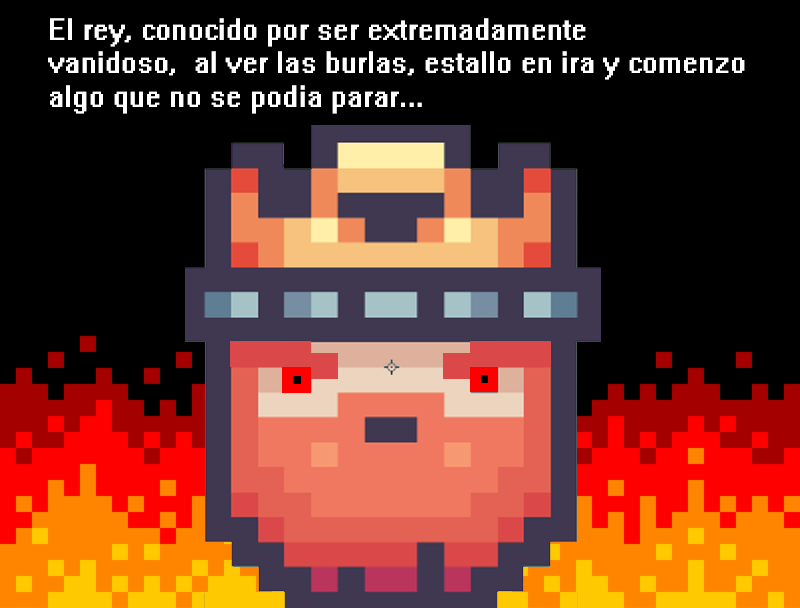 El rey, conocido por ser extremadamente
vanidoso,  al ver las burlas, estallo en ira y comenzo
algo que no se podia parar...